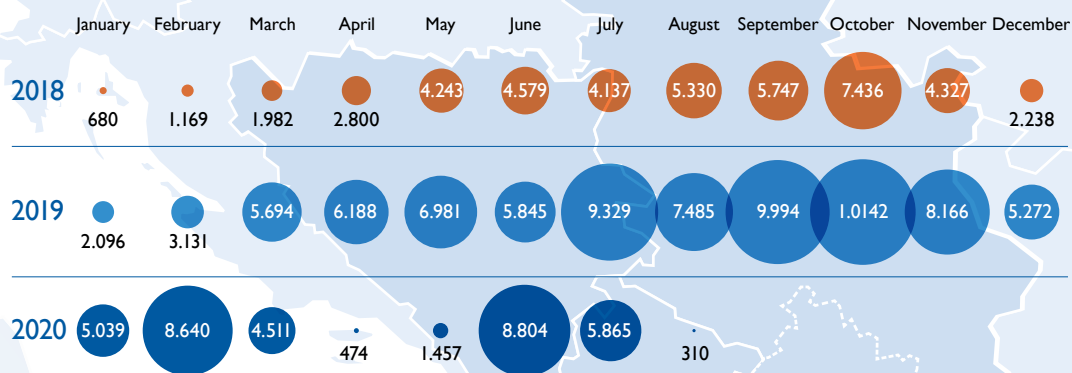 January February March April May June July August September October November December
2018 680 1.169 1.982 2.800 4.243 4.579 4.137 5.330 5.747 7.436 4.327 2.238
2019 2.096 3.131 5.694 6.188 6.981 5.845 9.329 7.485 9.994 1.0142 8.166 5.272
2020 5.039 8.640 4.511 474 1.457 8.804 5.865 310